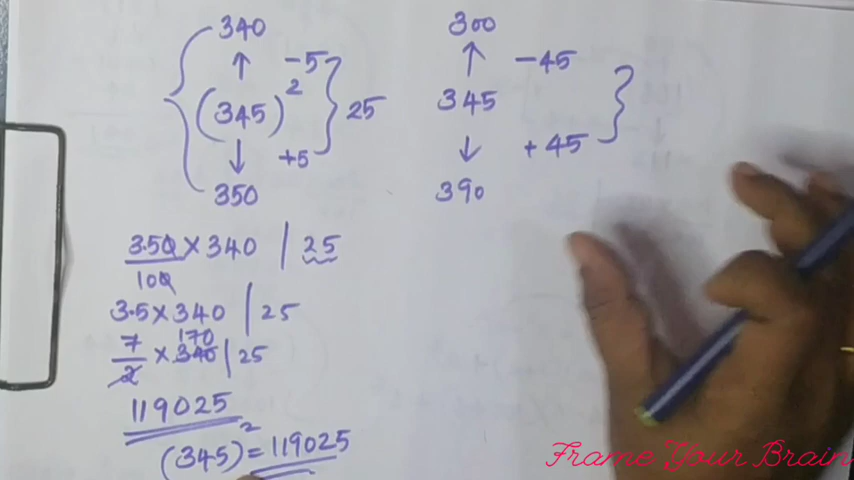 340
↑ -5
(345)² } 25
↓ +5
350
300
↑ -45
345
↓ +45
390
350 × 340 | 25
100
3.5 × 340 | 25
170
7/2 × 340 | 25
119025
(345)² = 119025
Frame Your Brain